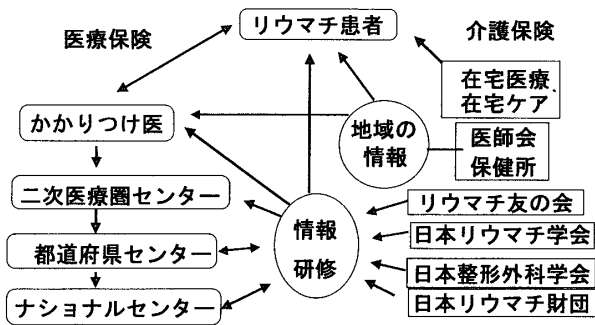 医療保険
リウマチ患者
介護保険
在宅医療
在宅ケア
かかりつけ医
地域の
情報
医師会
保健所
二次医療圏センター
リウマチ友の会
情報
研修
日本リウマチ学会
都道府県センター
日本整形外科学会
ナショナルセンター
日本リウマチ財団